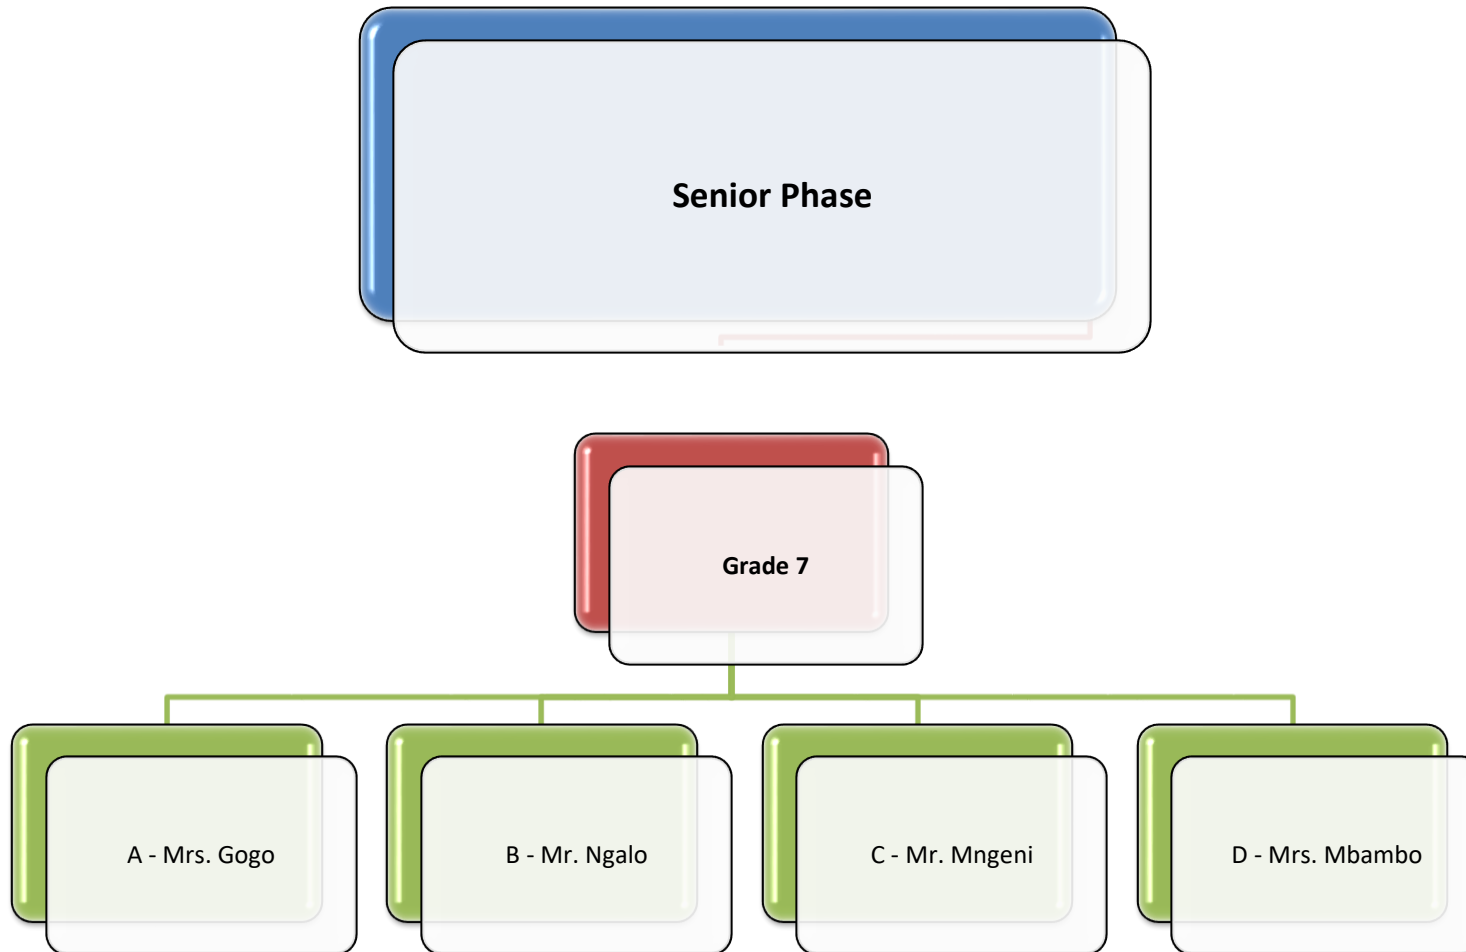 Senior Phase
Grade 7
A - Mrs. Gogo
B - Mr. Ngalo
C - Mr. Mngeni
D - Mrs. Mbambo